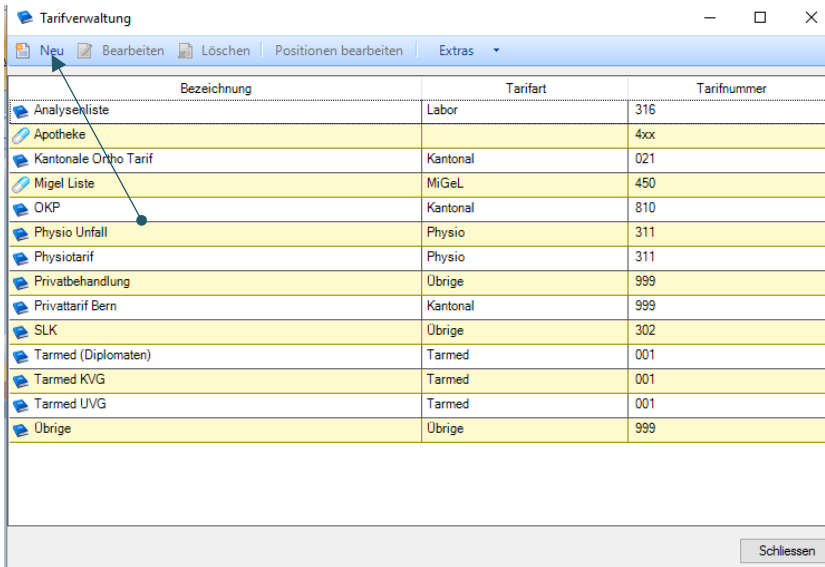 Tarifverwaltung
Neu Bearbeiten Löschen Positionen bearbeiten Extras
Bezeichnung Tarifart Tarifnummer
Analysenliste Labor 316
Apotheke 4xx
Kantonale Ortho Tarif Kantonal 021
Migel Liste MiGeL 450
OKP Kantonal 810
Physio Unfall Physio 311
Physiotarif Physio 311
Privatbehandlung Übrige 999
Privattarif Bern Kantonal 999
SLK Übrige 302
Tarmed (Diplomaten) Tarmed 001
Tarmed KVG Tarmed 001
Tarmed UVG Tarmed 001
Übrige Übrige 999
Schliessen